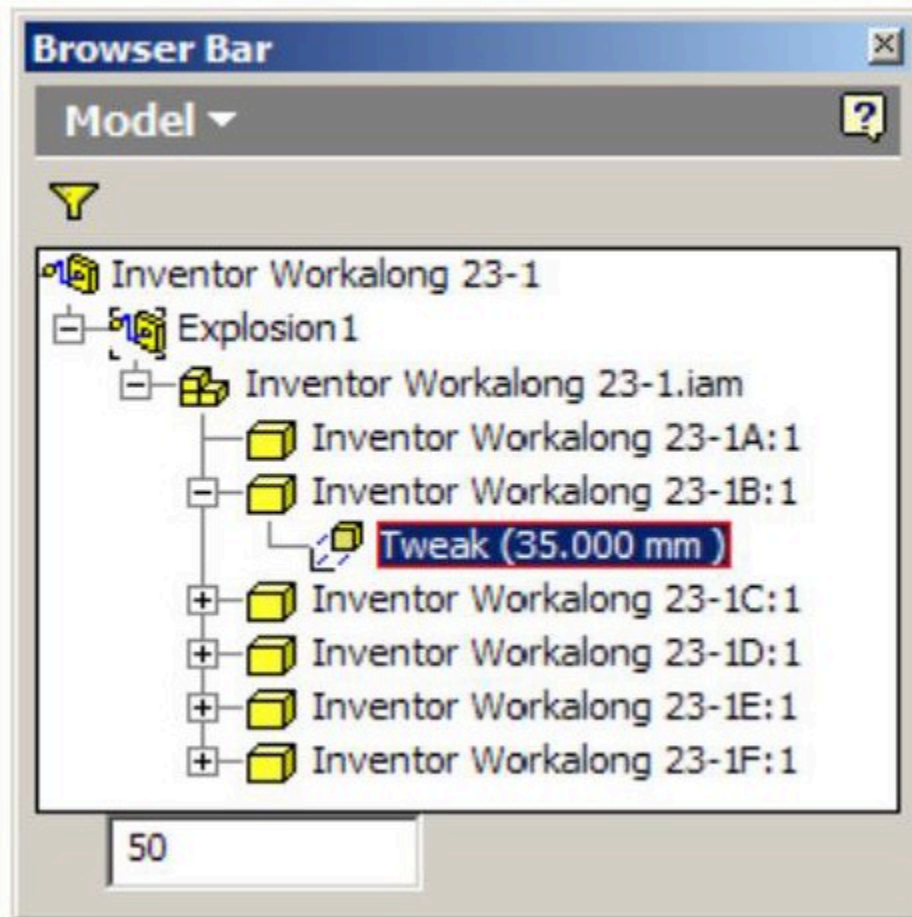 Browser Bar
Model
?
Inventor Workalong 23-1
Explosion1
Inventor Workalong 23-1.iam
Inventor Workalong 23-1A:1
Inventor Workalong 23-1B:1
Tweak (35.000 mm )
Inventor Workalong 23-1C:1
Inventor Workalong 23-1D:1
Inventor Workalong 23-1E:1
Inventor Workalong 23-1F:1
50